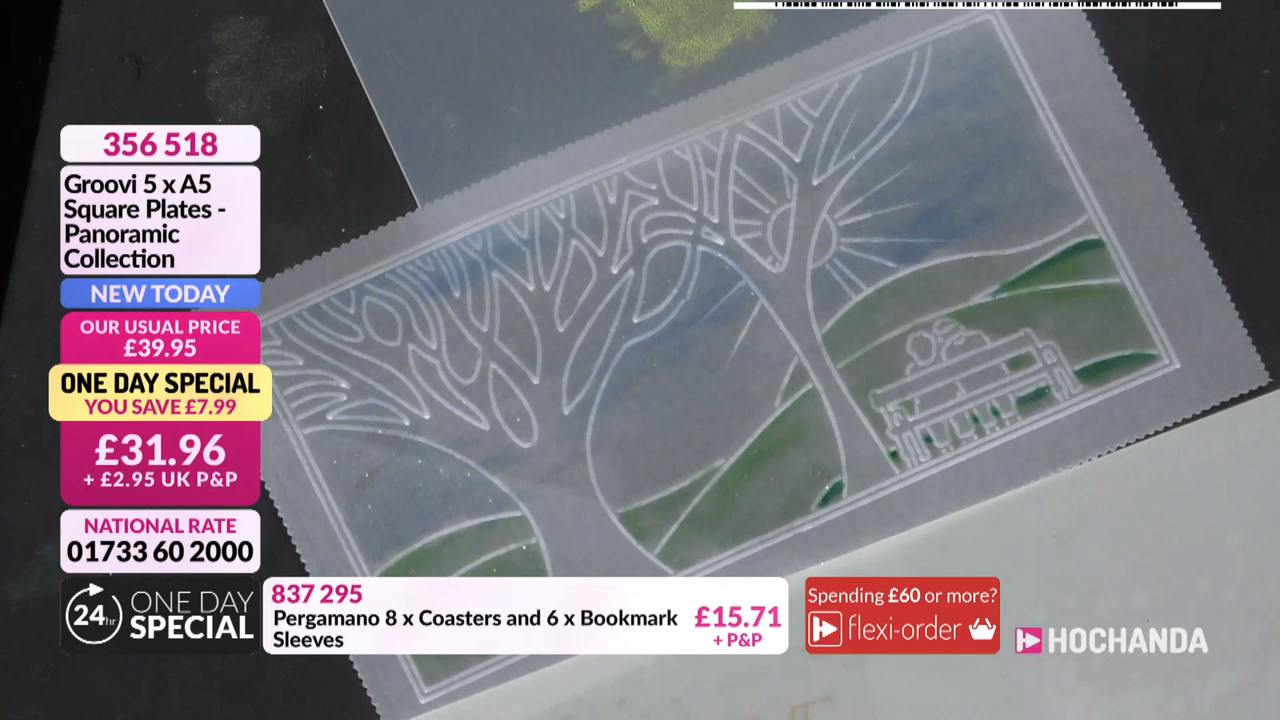 356 518
Groovi 5 x A5
Square Plates -
Panoramic
Collection
NEW TODAY
OUR USUAL PRICE
£39.95
ONE DAY SPECIAL
YOU SAVE £7.99
£31.96
+ £2.95 UK P&P
NATIONAL RATE
01733 60 2000
24hr
ONE DAY
SPECIAL
837 295
Pergamano 8 x Coasters and 6 x Bookmark
Sleeves
£15.71
+ P&P
Spending £60 or more?
flexi-order
HOCHANDA